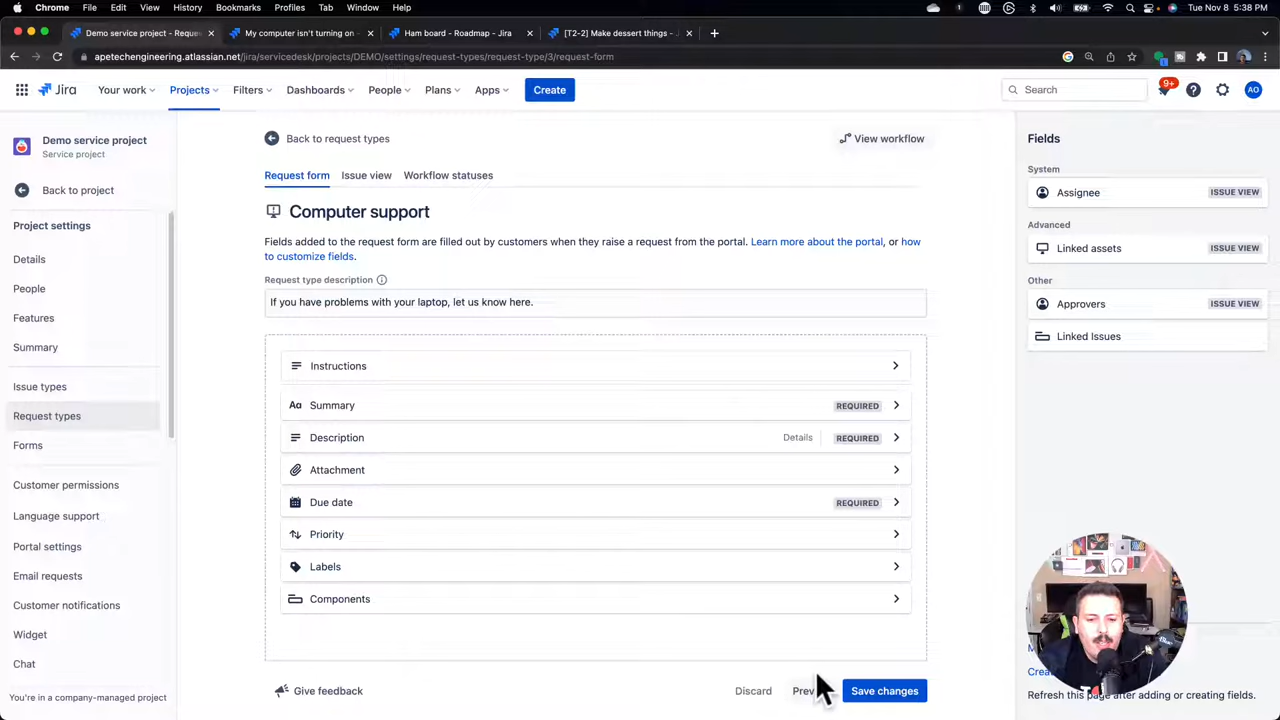 Chrome File Edit View History Bookmarks Profiles Tab Window Help
Tue Nov 8 5:38 PM
Demo service project - Reque
My computer isn't turning on -
Ham board - Roadmap - Jira
[T2-2] Make dessert things - J
apetechengineering.atlassian.net/jira/servicedesk/projects/DEMO/settings/request-types/request-type/3/request-form
Jira
Your work
Projects
Filters
Dashboards
People
Plans
Apps
Create
Search
9+
AO
Demo service project
Service project
Back to project
Project settings
Details
People
Features
Summary
Issue types
Request types
Forms
Customer permissions
Language support
Portal settings
Email requests
Customer notifications
Widget
Chat
You're in a company-managed project
Back to request types
View workflow
Request form
Issue view
Workflow statuses
Computer support
Fields added to the request form are filled out by customers when they raise a request from the portal. Learn more about the portal, or how
to customize fields.
Request type description
If you have problems with your laptop, let us know here.
Instructions
Aa Summary REQUIRED
Description Details REQUIRED
Attachment
Due date REQUIRED
Priority
Labels
Components
Give feedback
Discard
Save changes
Fields
System
Assignee ISSUE VIEW
Advanced
Linked assets ISSUE VIEW
Other
Approvers ISSUE VIEW
Linked Issues
Refresh this page after adding or creating fields.